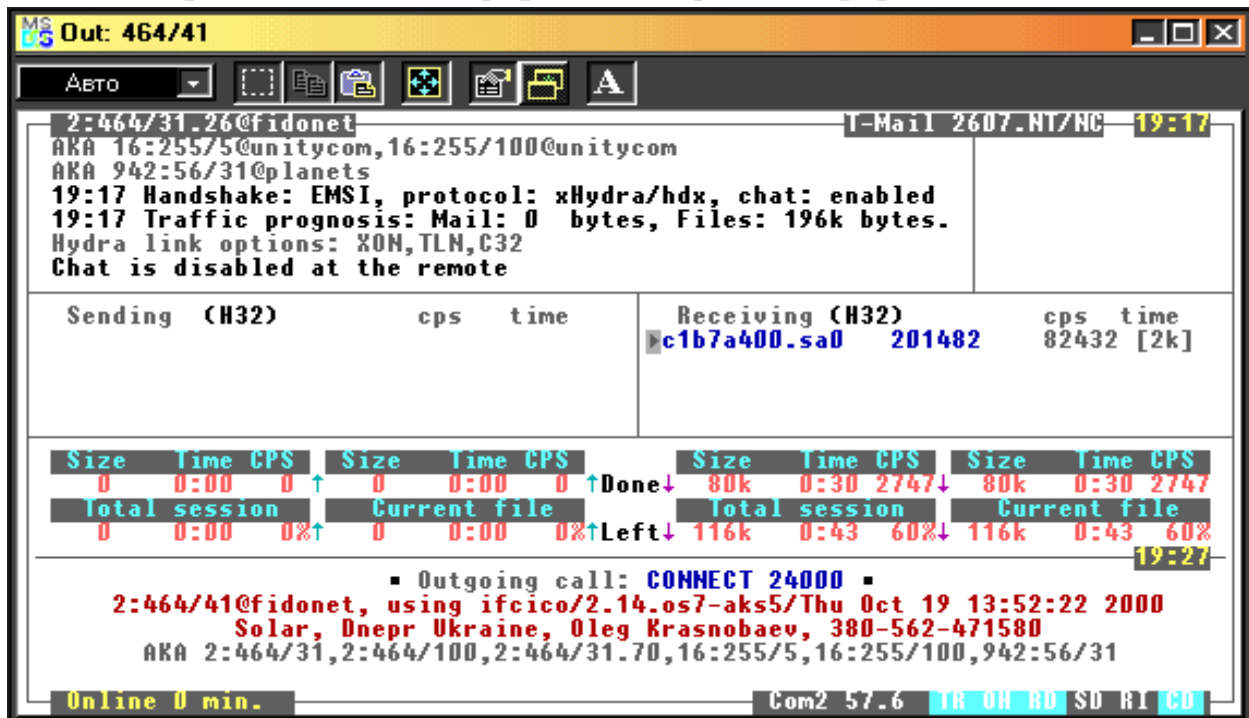 MS DOS Out: 464/41
Авто A
2:464/31.26@fidonet T-Mail 2607.NT/NC 19:17
AKA 16:255/5@unitycom,16:255/100@unitycom
AKA 942:56/31@planets
19:17 Handshake: EMSI, protocol: xHydra/hdx, chat: enabled
19:17 Traffic prognosis: Mail: 0 bytes, Files: 196k bytes.
Hydra link options: XON,TLN,C32
Chat is disabled at the remote
Sending (H32) cps time Receiving (H32) cps time
c1b7a400.sa0 201482 82432 [2k]
Size Time CPS Size Time CPS Size Time CPS Size Time CPS
0 0:00 0 ↑ 0 0:00 0 ↑Done↓ 80k 0:30 2747↓ 80k 0:30 2747
Total session Current file Total session Current file
0 0:00 0%↑ 0 0:00 0%↑Left↓ 116k 0:43 60%↓ 116k 0:43 60%
19:27
▪ Outgoing call: CONNECT 24000 ▪
2:464/41@fidonet, using ifcico/2.14.os7-aks5/Thu Oct 19 13:52:22 2000
Solar, Dnepr Ukraine, Oleg Krasnobaev, 380-562-471580
AKA 2:464/31,2:464/100,2:464/31.70,16:255/5,16:255/100,942:56/31
Online 0 min. Com2 57.6 TR OH RD SD RI CD